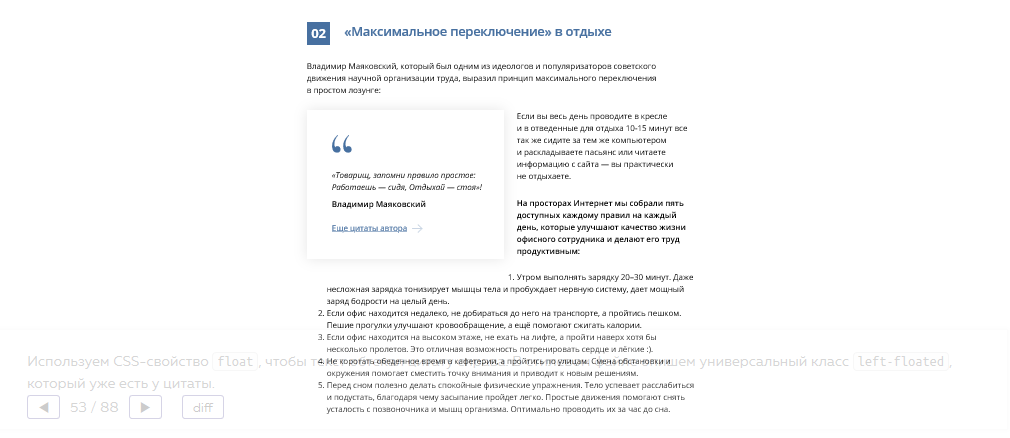 02 «Максимальное переключение» в отдыхе
Владимир Маяковский, который был одним из идеологов и популяризаторов советского
движения научной организации труда, выразил принцип максимального переключения
в простом лозунге:
«Товарищ, запомни правило простое:
Работаешь — сидя, Отдыхай — стоя»!
Владимир Маяковский
Еще цитаты автора
Если вы весь день проводите в кресле
и в отведенные для отдыха 10-15 минут все
так же сидите за тем же компьютером
и раскладываете пасьянс или читаете
информацию с сайта — вы практически
не отдыхаете.
На просторах Интернет мы собрали пять
доступных каждому правил на каждый
день, которые улучшают качество жизни
офисного сотрудника и делают его труд
продуктивным:
1. Утром выполнять зарядку 20–30 минут. Даже
несложная зарядка тонизирует мышцы тела и пробуждает нервную систему, дает мощный
заряд бодрости на целый день.
2. Если офис находится недалеко, не добираться до него на транспорте, а пройтись пешком.
Пешие прогулки улучшают кровообращение, а ещё помогают сжигать калории.
3. Если офис находится на высоком этаже, не ехать на лифте, а пройти наверх хотя бы
несколько пролетов. Это отличная возможность потренировать сердце и лёгкие :).
4. Не коротать обеденное время в кафетерии, а пройтись по улицам. Смена обстановки и
окружения помогает сместить точку внимания и приводит к новым решениям.
5. Перед сном полезно делать спокойные физические упражнения. Тело успевает расслабиться
и подустать, благодаря чему засыпание пройдет легко. Простые движения помогают снять
усталость с позвоночника и мышц организма. Оптимально проводить их за час до сна.
Используем CSS-свойство float, чтобы универсальный класс left-floated,
который уже есть у цитаты.
53 / 88 diff